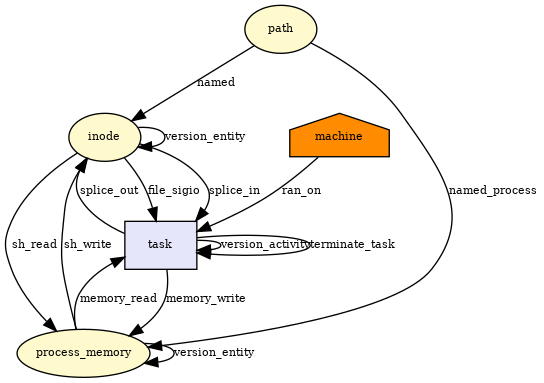 path
named
inode
version_entity
machine
splice_out
file_sigio
splice_in
ran_on
named_process
sh_read
sh_write
task
version_activity
terminate_task
memory_read
memory_write
process_memory
version_entity